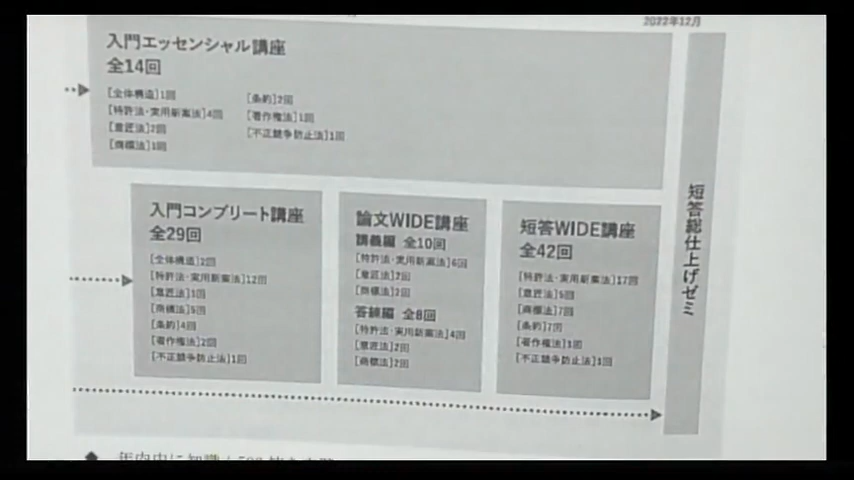 2022年12月
入門エッセンシャル講座
全14回
[全体構造]1回
[特許法・実用新案法]4回
[意匠法]2回
[商標法]1回
[条約]2回
[著作権法]1回
[不正競争防止法]1回
入門コンプリート講座
全29回
[全体構造]2回
[特許法・実用新案法]12回
[意匠法]3回
[商標法]5回
[条約]4回
[著作権法]2回
[不正競争防止法]1回
論文WIDE講座
講義編 全10回
[特許法・実用新案法]6回
[意匠法]2回
[商標法]2回
答練編 全8回
[特許法・実用新案法]4回
[意匠法]2回
[商標法]2回
短答WIDE講座
全42回
[特許法・実用新案法]17回
[意匠法]5回
[商標法]7回
[条約]7回
[著作権法]3回
[不正競争防止法]1回
短答総仕上げゼミ